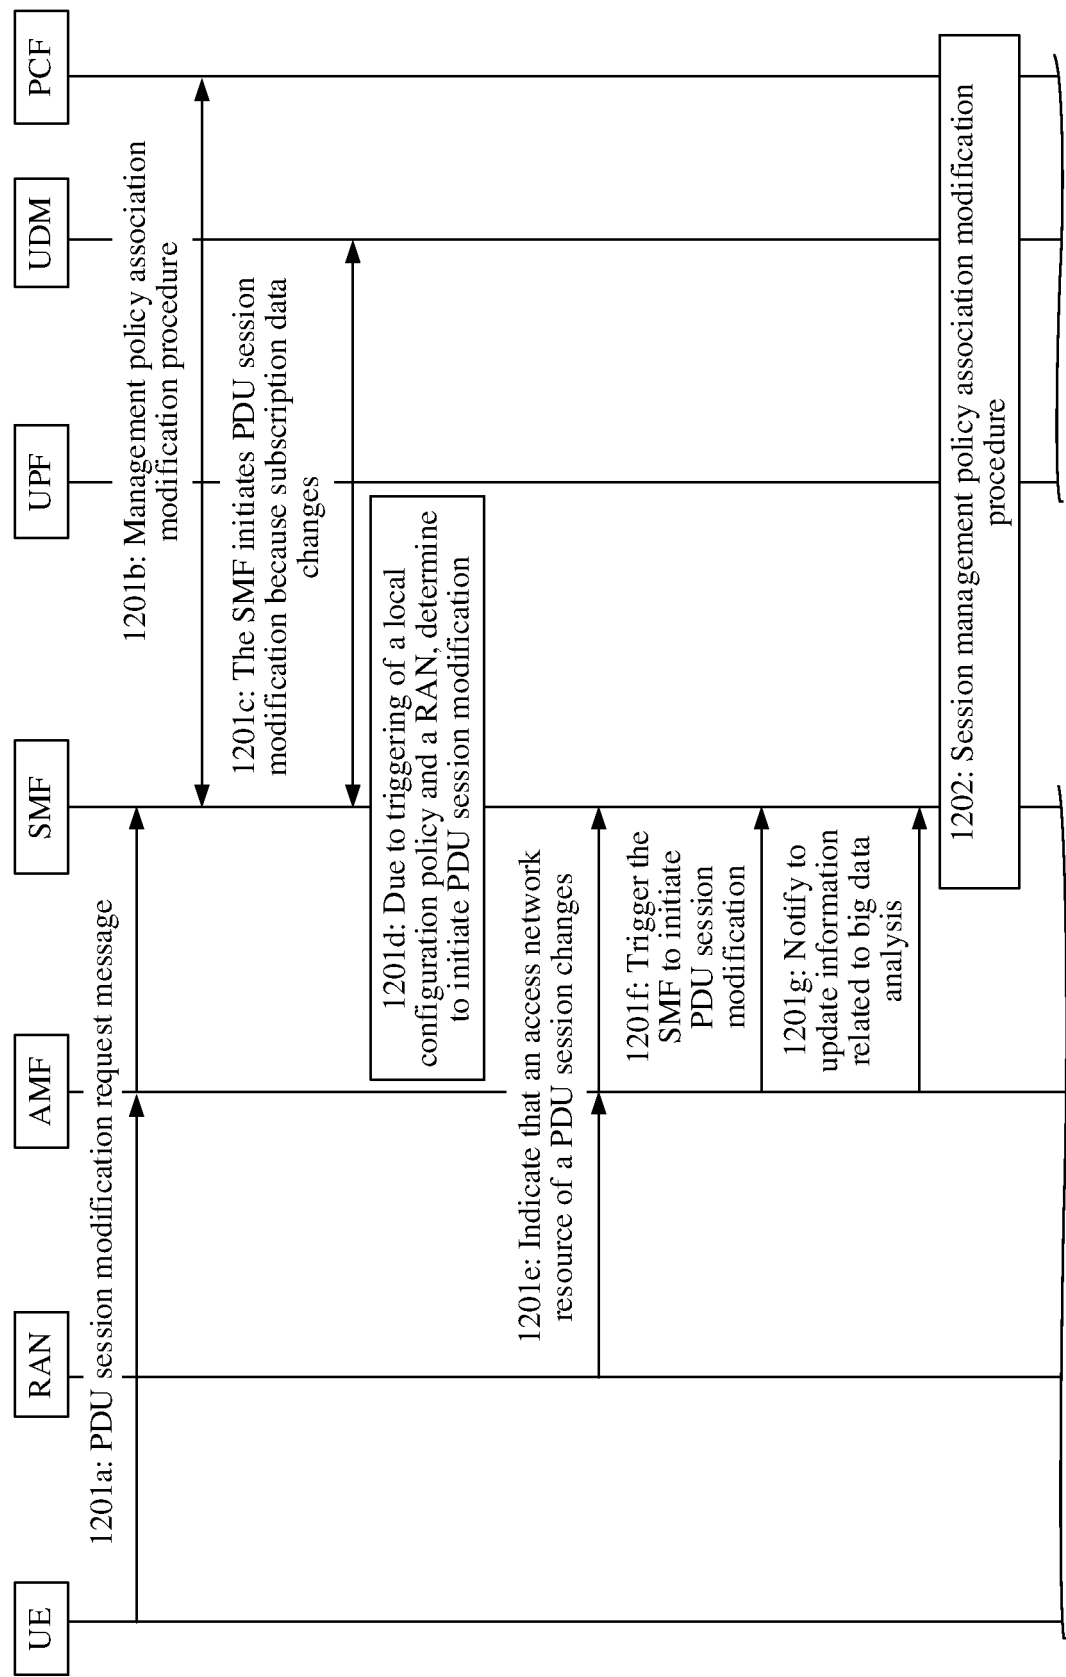 UE
RAN
AMF
SMF
UPF
UDM
PCF
1201a: PDU session modification request message
1201b: Management policy association
modification procedure
1201c: The SMF initiates PDU session
modification because subscription data
changes
1201d: Due to triggering of a local
configuration policy and a RAN, determine
to initiate PDU session modification
1201e: Indicate that an access network
resource of a PDU session changes
1201f: Trigger the
SMF to initiate
PDU session
modification
1201g: Notify to
update information
related to big data
analysis
1202: Session management policy association modification
procedure